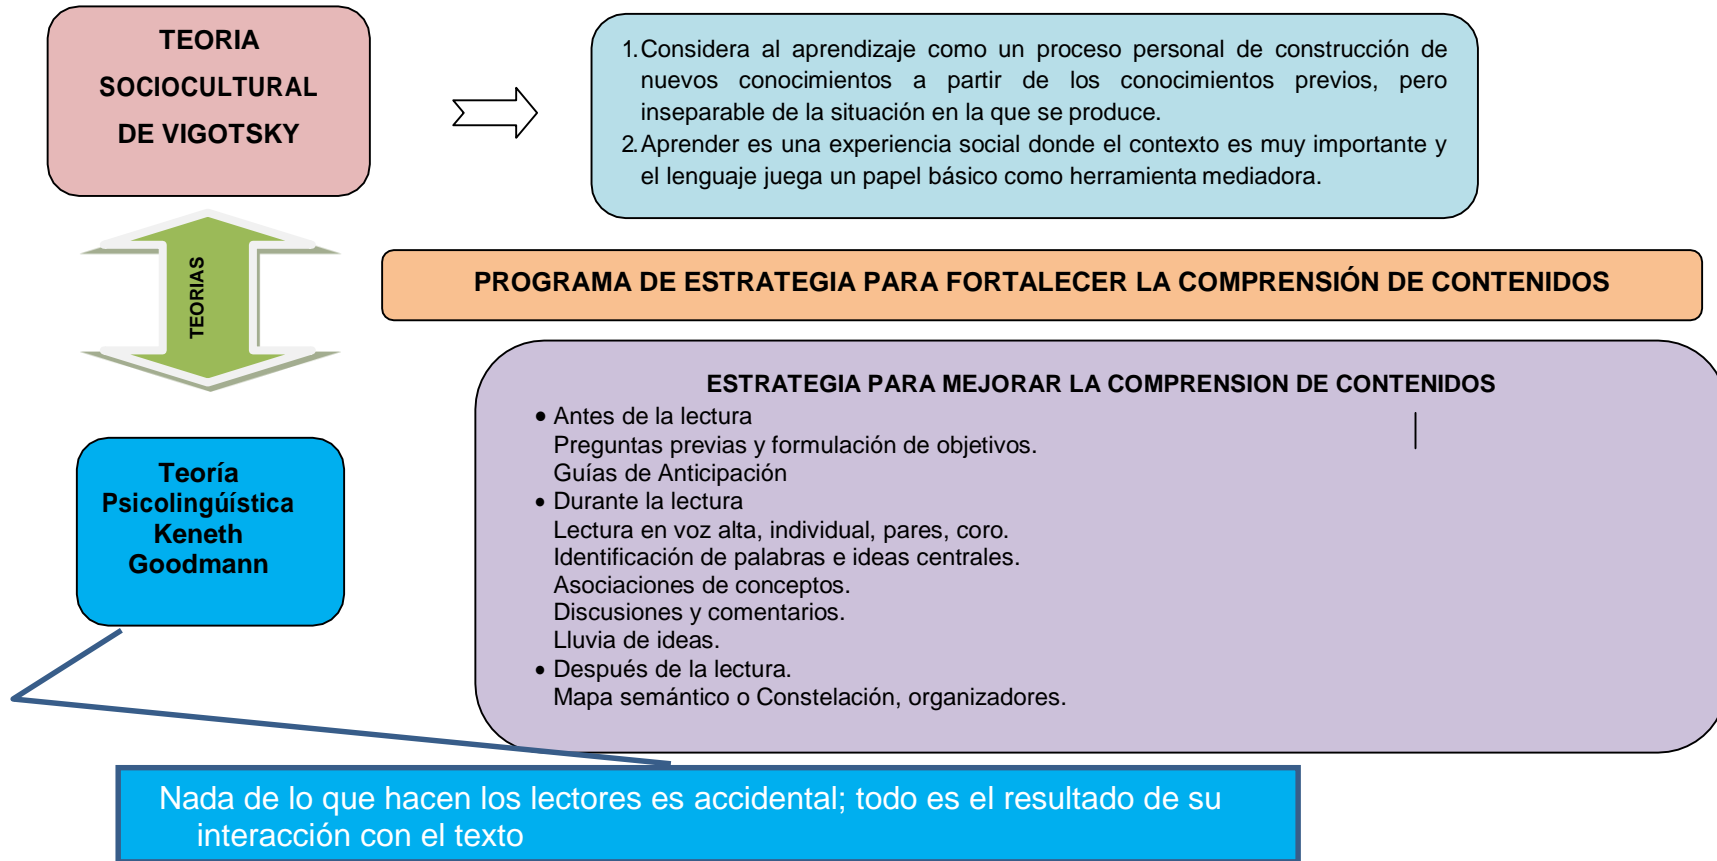 TEORIA
SOCIOCULTURAL
DE VIGOTSKY
1. Considera al aprendizaje como un proceso personal de construcción de
nuevos conocimientos a partir de los conocimientos previos, pero
inseparable de la situación en la que se produce.
2. Aprender es una experiencia social donde el contexto es muy importante y
el lenguaje juega un papel básico como herramienta mediadora.
TEORIAS
PROGRAMA DE ESTRATEGIA PARA FORTALECER LA COMPRENSIÓN DE CONTENIDOS
ESTRATEGIA PARA MEJORAR LA COMPRENSION DE CONTENIDOS
• Antes de la lectura
Preguntas previas y formulación de objetivos.
Guías de Anticipación
• Durante la lectura
Lectura en voz alta, individual, pares, coro.
Identificación de palabras e ideas centrales.
Asociaciones de conceptos.
Discusiones y comentarios.
Lluvia de ideas.
• Después de la lectura.
Mapa semántico o Constelación, organizadores.
Teoría
Psicolingúística
Keneth
Goodmann
Nada de lo que hacen los lectores es accidental; todo es el resultado de su
interacción con el texto